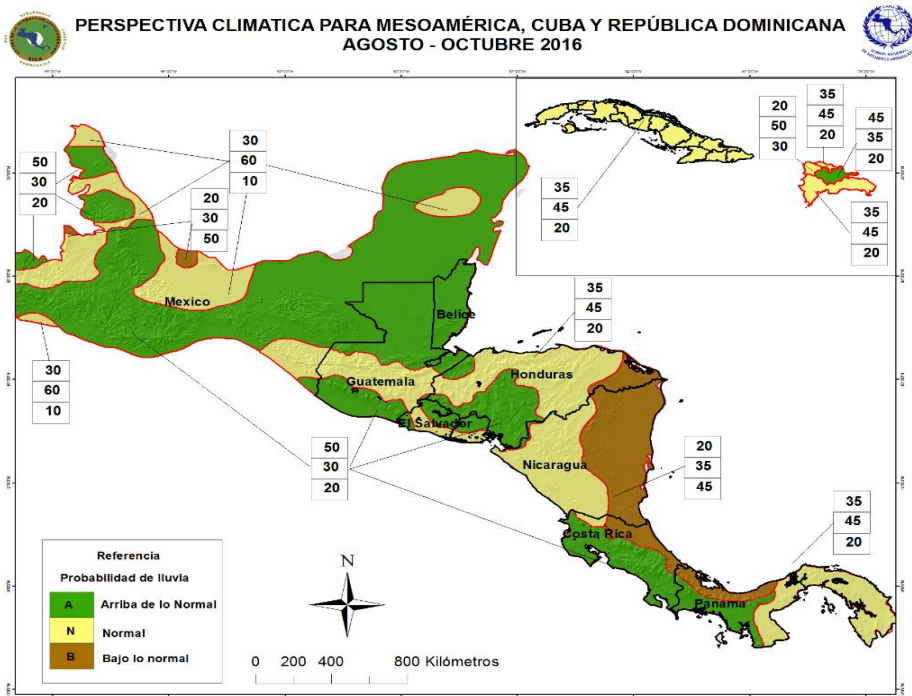 PERSPECTIVA CLIMATICA PARA MESOAMÉRICA, CUBA Y REPÚBLICA DOMINICANA
AGOSTO - OCTUBRE 2016
SICA
30
60
10
50
30
20
20
30
50
35
45
20
20
50
30
35
45
20
45
35
20
35
45
20
Mexico
Belice
35
45
20
30
60
10
Guatemala
Honduras
El Salvador
50
30
20
Nicaragua
20
35
45
Costa Rica
35
45
20
Panamá
Referencia
Probabilidad de lluvia
A Arriba de lo Normal
N Normal
B Bajo lo normal
N
0 200 400 800 Kilómetros